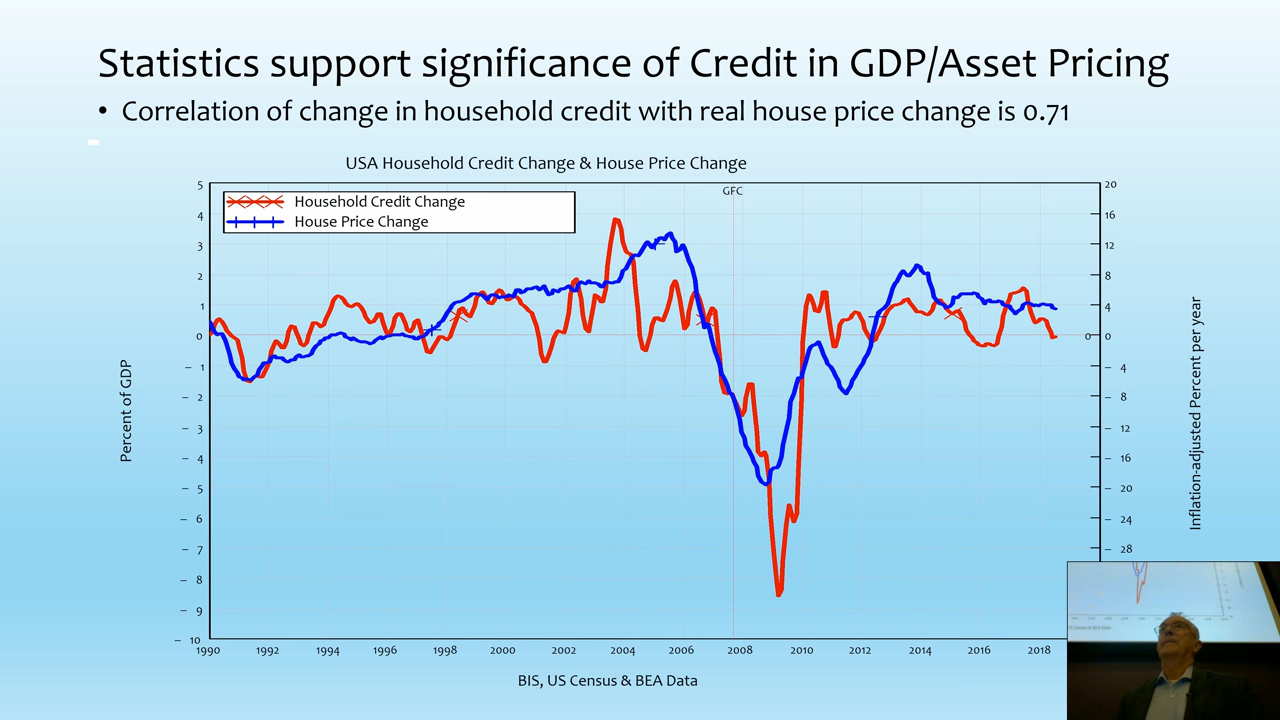 Statistics support significance of Credit in GDP/Asset Pricing
• Correlation of change in household credit with real house price change is 0.71
USA Household Credit Change & House Price Change
GFC
Household Credit Change
House Price Change
5
4
3
2
1
0
– 1
– 2
– 3
– 4
– 5
– 6
– 7
– 8
– 9
– 10
Percent of GDP
20
16
12
8
4
0 0
– 4
– 8
– 12
– 16
– 20
– 24
– 28
Inflation-adjusted Percent per year
1990 1992 1994 1996 1998 2000 2002 2004 2006 2008 2010 2012 2014 2016 2018
BIS, US Census & BEA Data